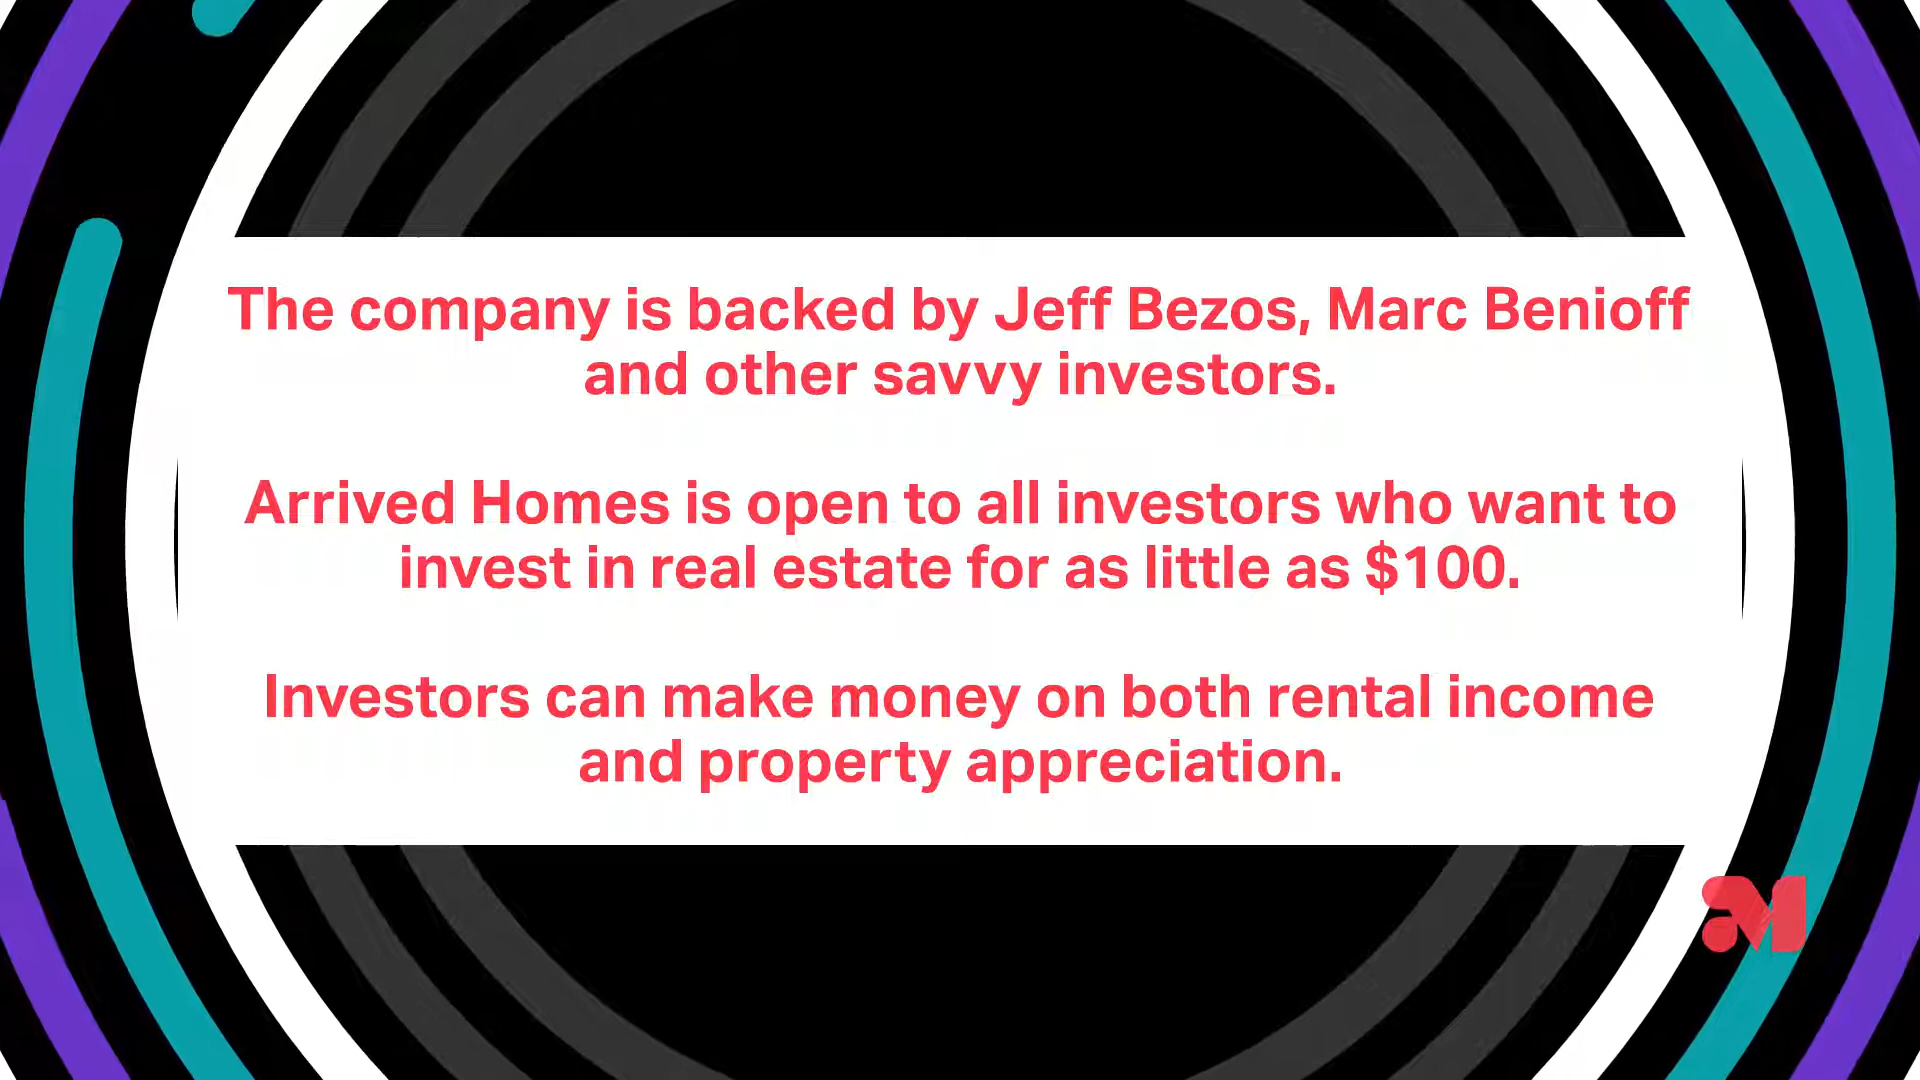 The company is backed by Jeff Bezos, Marc Benioff
and other savvy investors.
Arrived Homes is open to all investors who want to
invest in real estate for as little as $100.
Investors can make money on both rental income
and property appreciation.